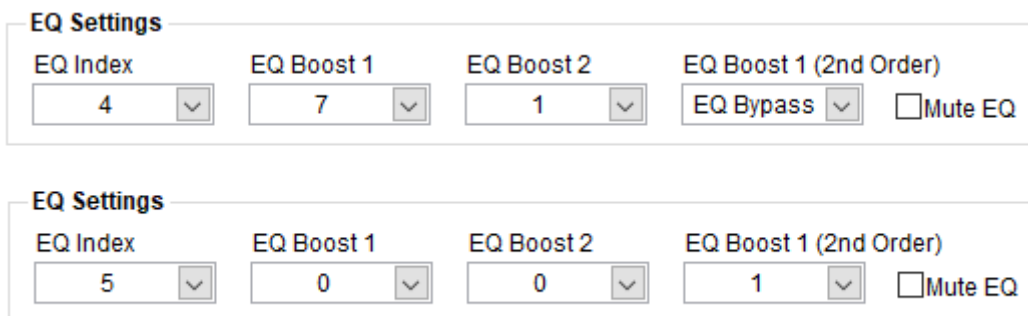 EQ Settings
EQ Index EQ Boost 1 EQ Boost 2 EQ Boost 1 (2nd Order)
4 7 1 EQ Bypass Mute EQ
EQ Settings
EQ Index EQ Boost 1 EQ Boost 2 EQ Boost 1 (2nd Order)
5 0 0 1 Mute EQ